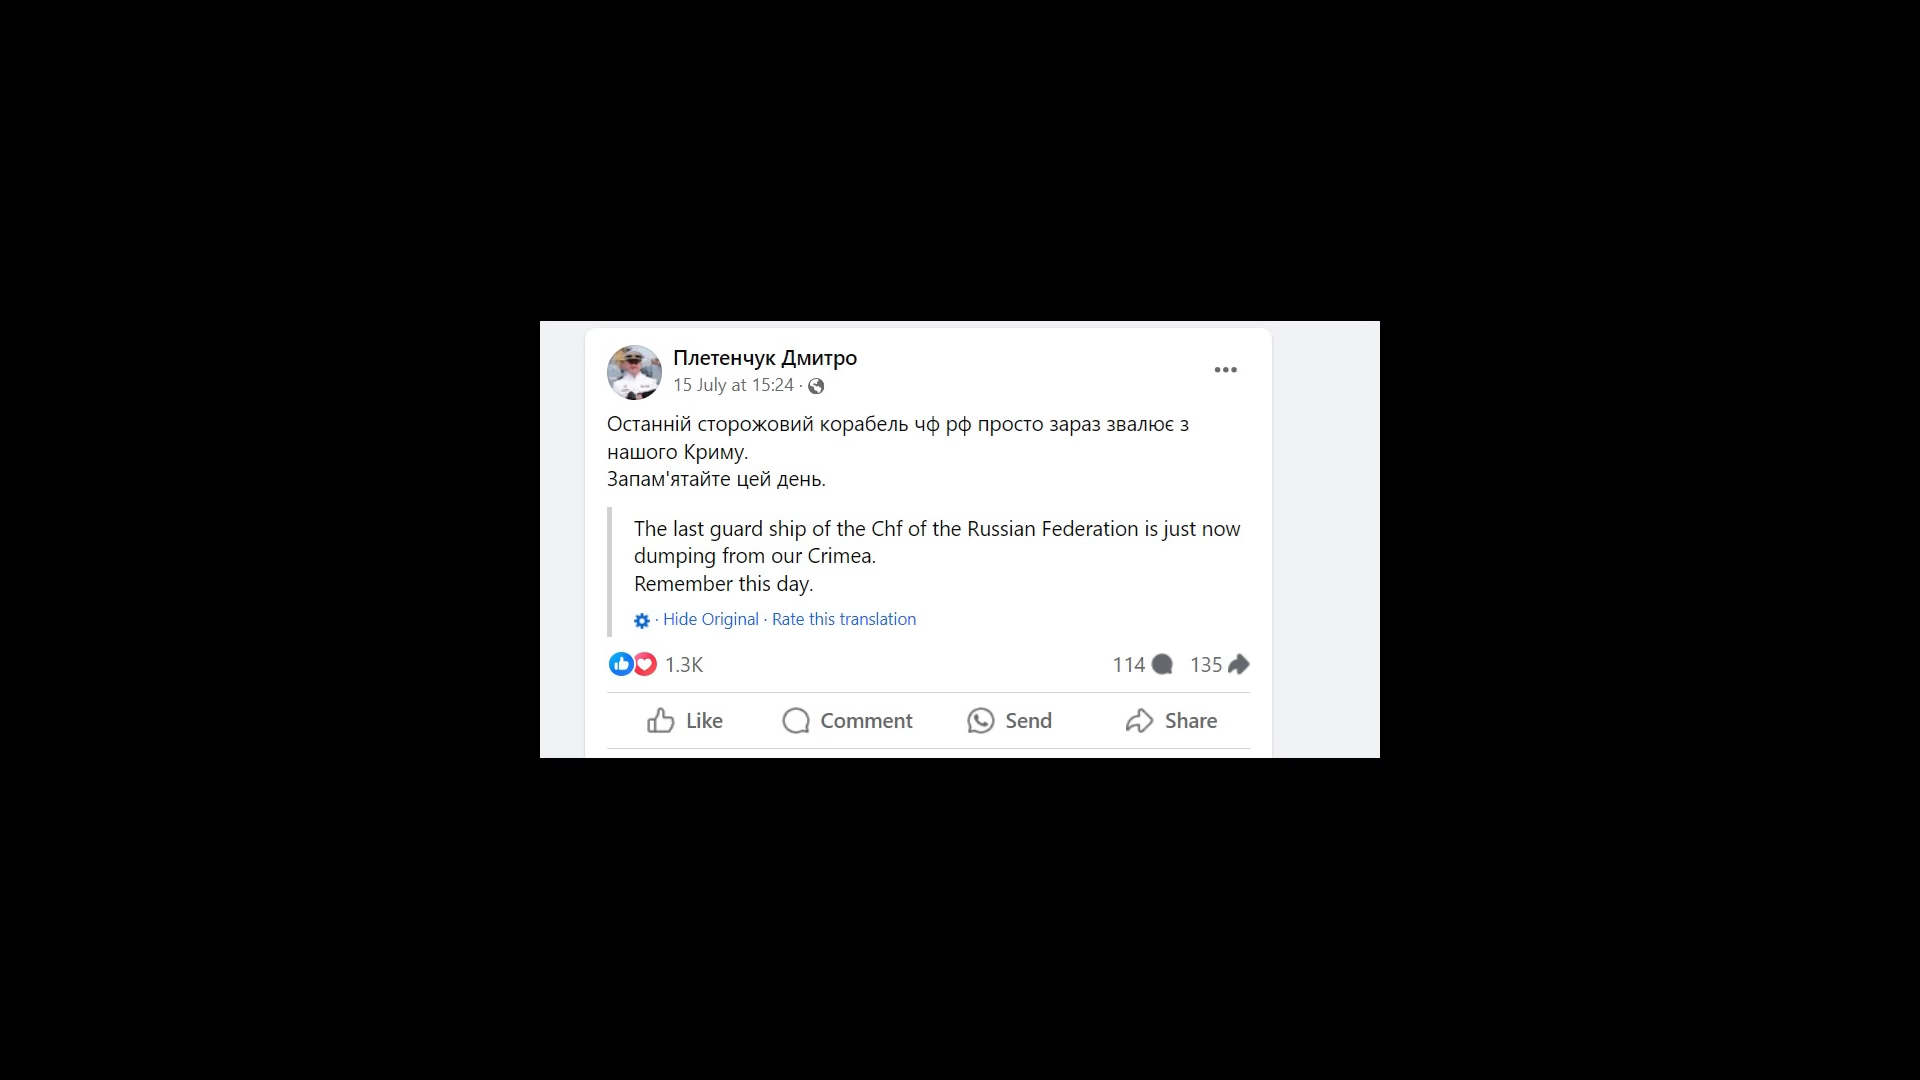 Плетенчук Дмитро
15 July at 15:24 ·
Останній сторожовий корабель чф рф просто зараз звалює з
нашого Криму.
Запам'ятайте цей день.
The last guard ship of the Chf of the Russian Federation is just now
dumping from our Crimea.
Remember this day.
· Hide Original · Rate this translation
1.3K 114 135
Like Comment Send Share